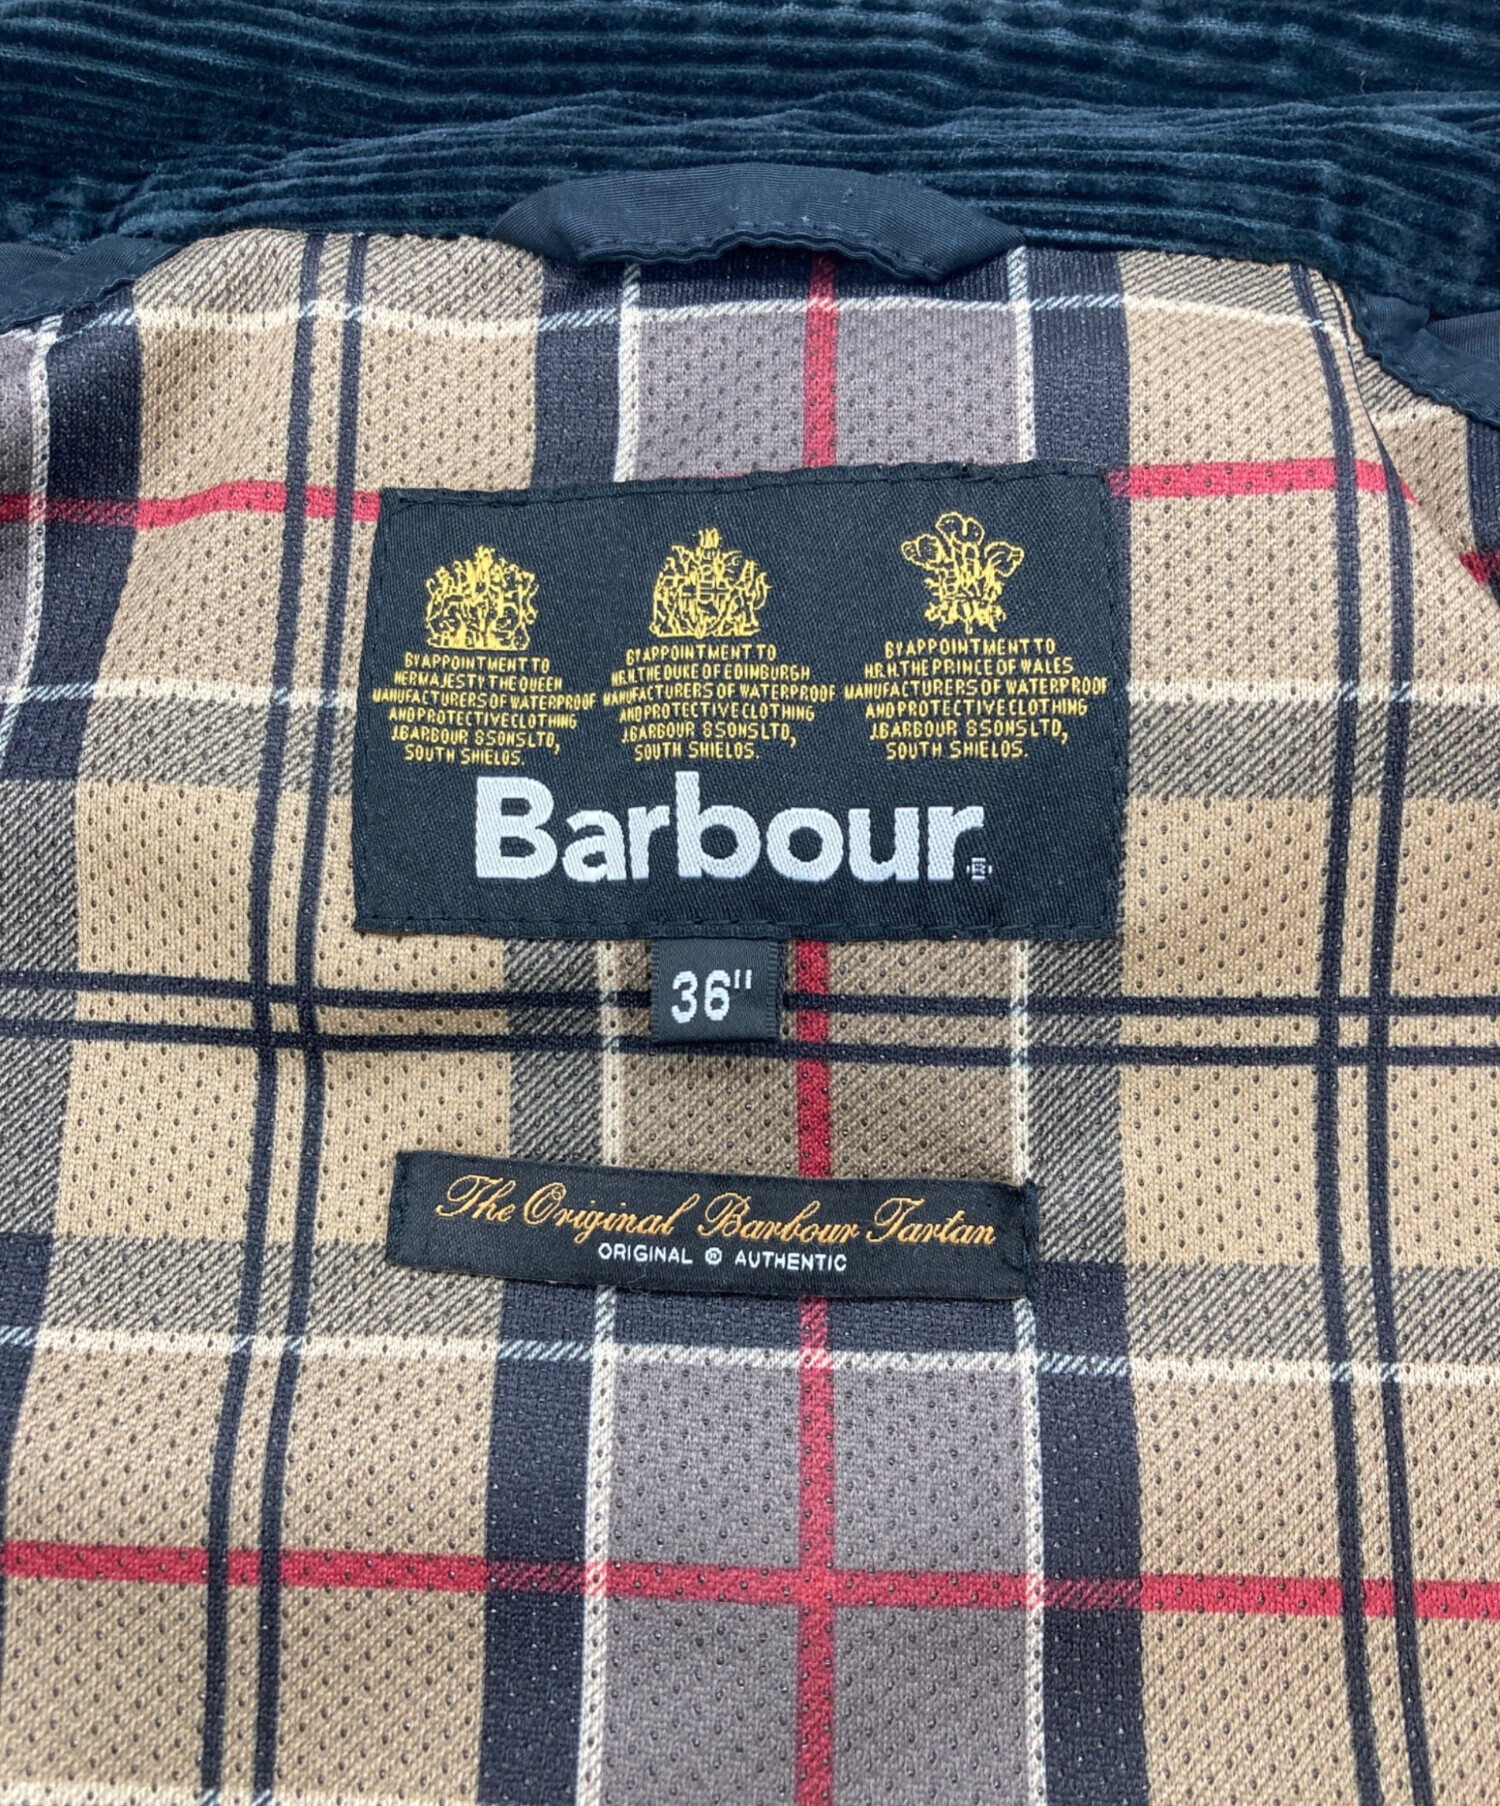 BY APPOINTMENT TO
HER MAJESTY THE QUEEN
MANUFACTURERS OF WATERPROOF
AND PROTECTIVE CLOTHING
J.BARBOUR & SONS LTD,
SOUTH SHIELDS.
BY APPOINTMENT TO
H.R.H. THE DUKE OF EDINBURGH
MANUFACTURERS OF WATERPROOF
AND PROTECTIVE CLOTHING
J.BARBOUR & SONS LTD,
SOUTH SHIELDS.
BY APPOINTMENT TO
H.R.H. THE PRINCE OF WALES
MANUFACTURERS OF WATERPROOF
AND PROTECTIVE CLOTHING
J.BARBOUR & SONS LTD,
SOUTH SHIELDS.
Barbour®
36"
The Original Barbour Tartan
ORIGINAL ® AUTHENTIC